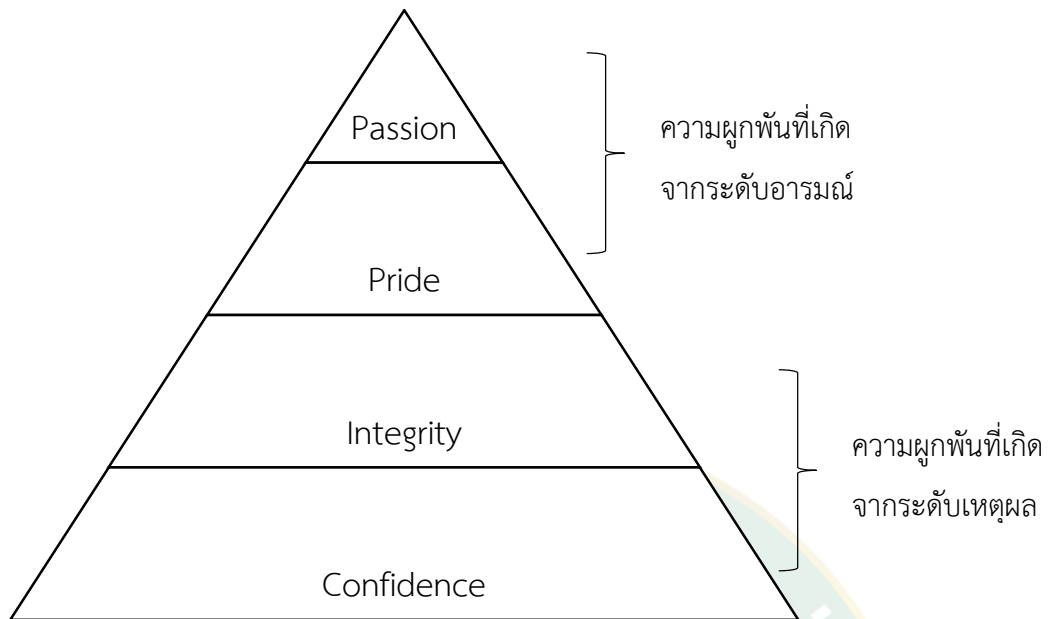 Passion
ความผูกพันที่เกิด
จากระดับอารมณ์
Pride
Integrity
ความผูกพันที่เกิด
จากระดับเหตุผล
Confidence